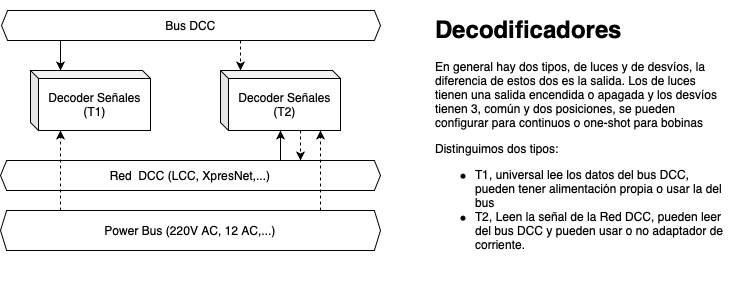 Bus DCC
Decoder Señales
(T1)
Decoder Señales
(T2)
Red DCC (LCC, XpresNet,...)
Power Bus (220V AC, 12 AC,...)
Decodificadores
En general hay dos tipos, de luces y de desvíos, la
diferencia de estos dos es la salida. Los de luces
tienen una salida encendida o apagada y los desvíos
tienen 3, común y dos posiciones, se pueden
configurar para continuos o one-shot para bobinas
Distinguimos dos tipos:
• T1, universal lee los datos del bus DCC,
pueden tener alimentación propia o usar la del
bus
• T2, Leen la señal de la Red DCC, pueden leer
del bus DCC y pueden usar o no adaptador de
corriente.